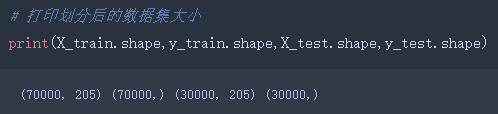 # 打印划分后的数据集大小
print(X_train.shape,y_train.shape,X_test.shape,y_test.shape)
(70000, 205) (70000,) (30000, 205) (30000,)